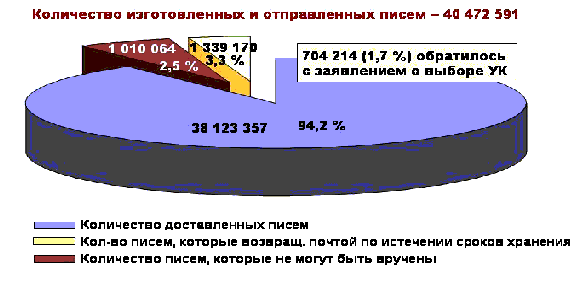 Количество изготовленных и отправленных писем – 40 472 591
1 010 064
2,5 %
1 339 170
3,3 %
704 214 (1,7 %) обратилось
с заявлением о выборе УК
38 123 357
94,2 %
Количество доставленных писем
Кол-во писем, которые возвращ. почтой по истечении сроков хранения
Количество писем, которые не могут быть вручены